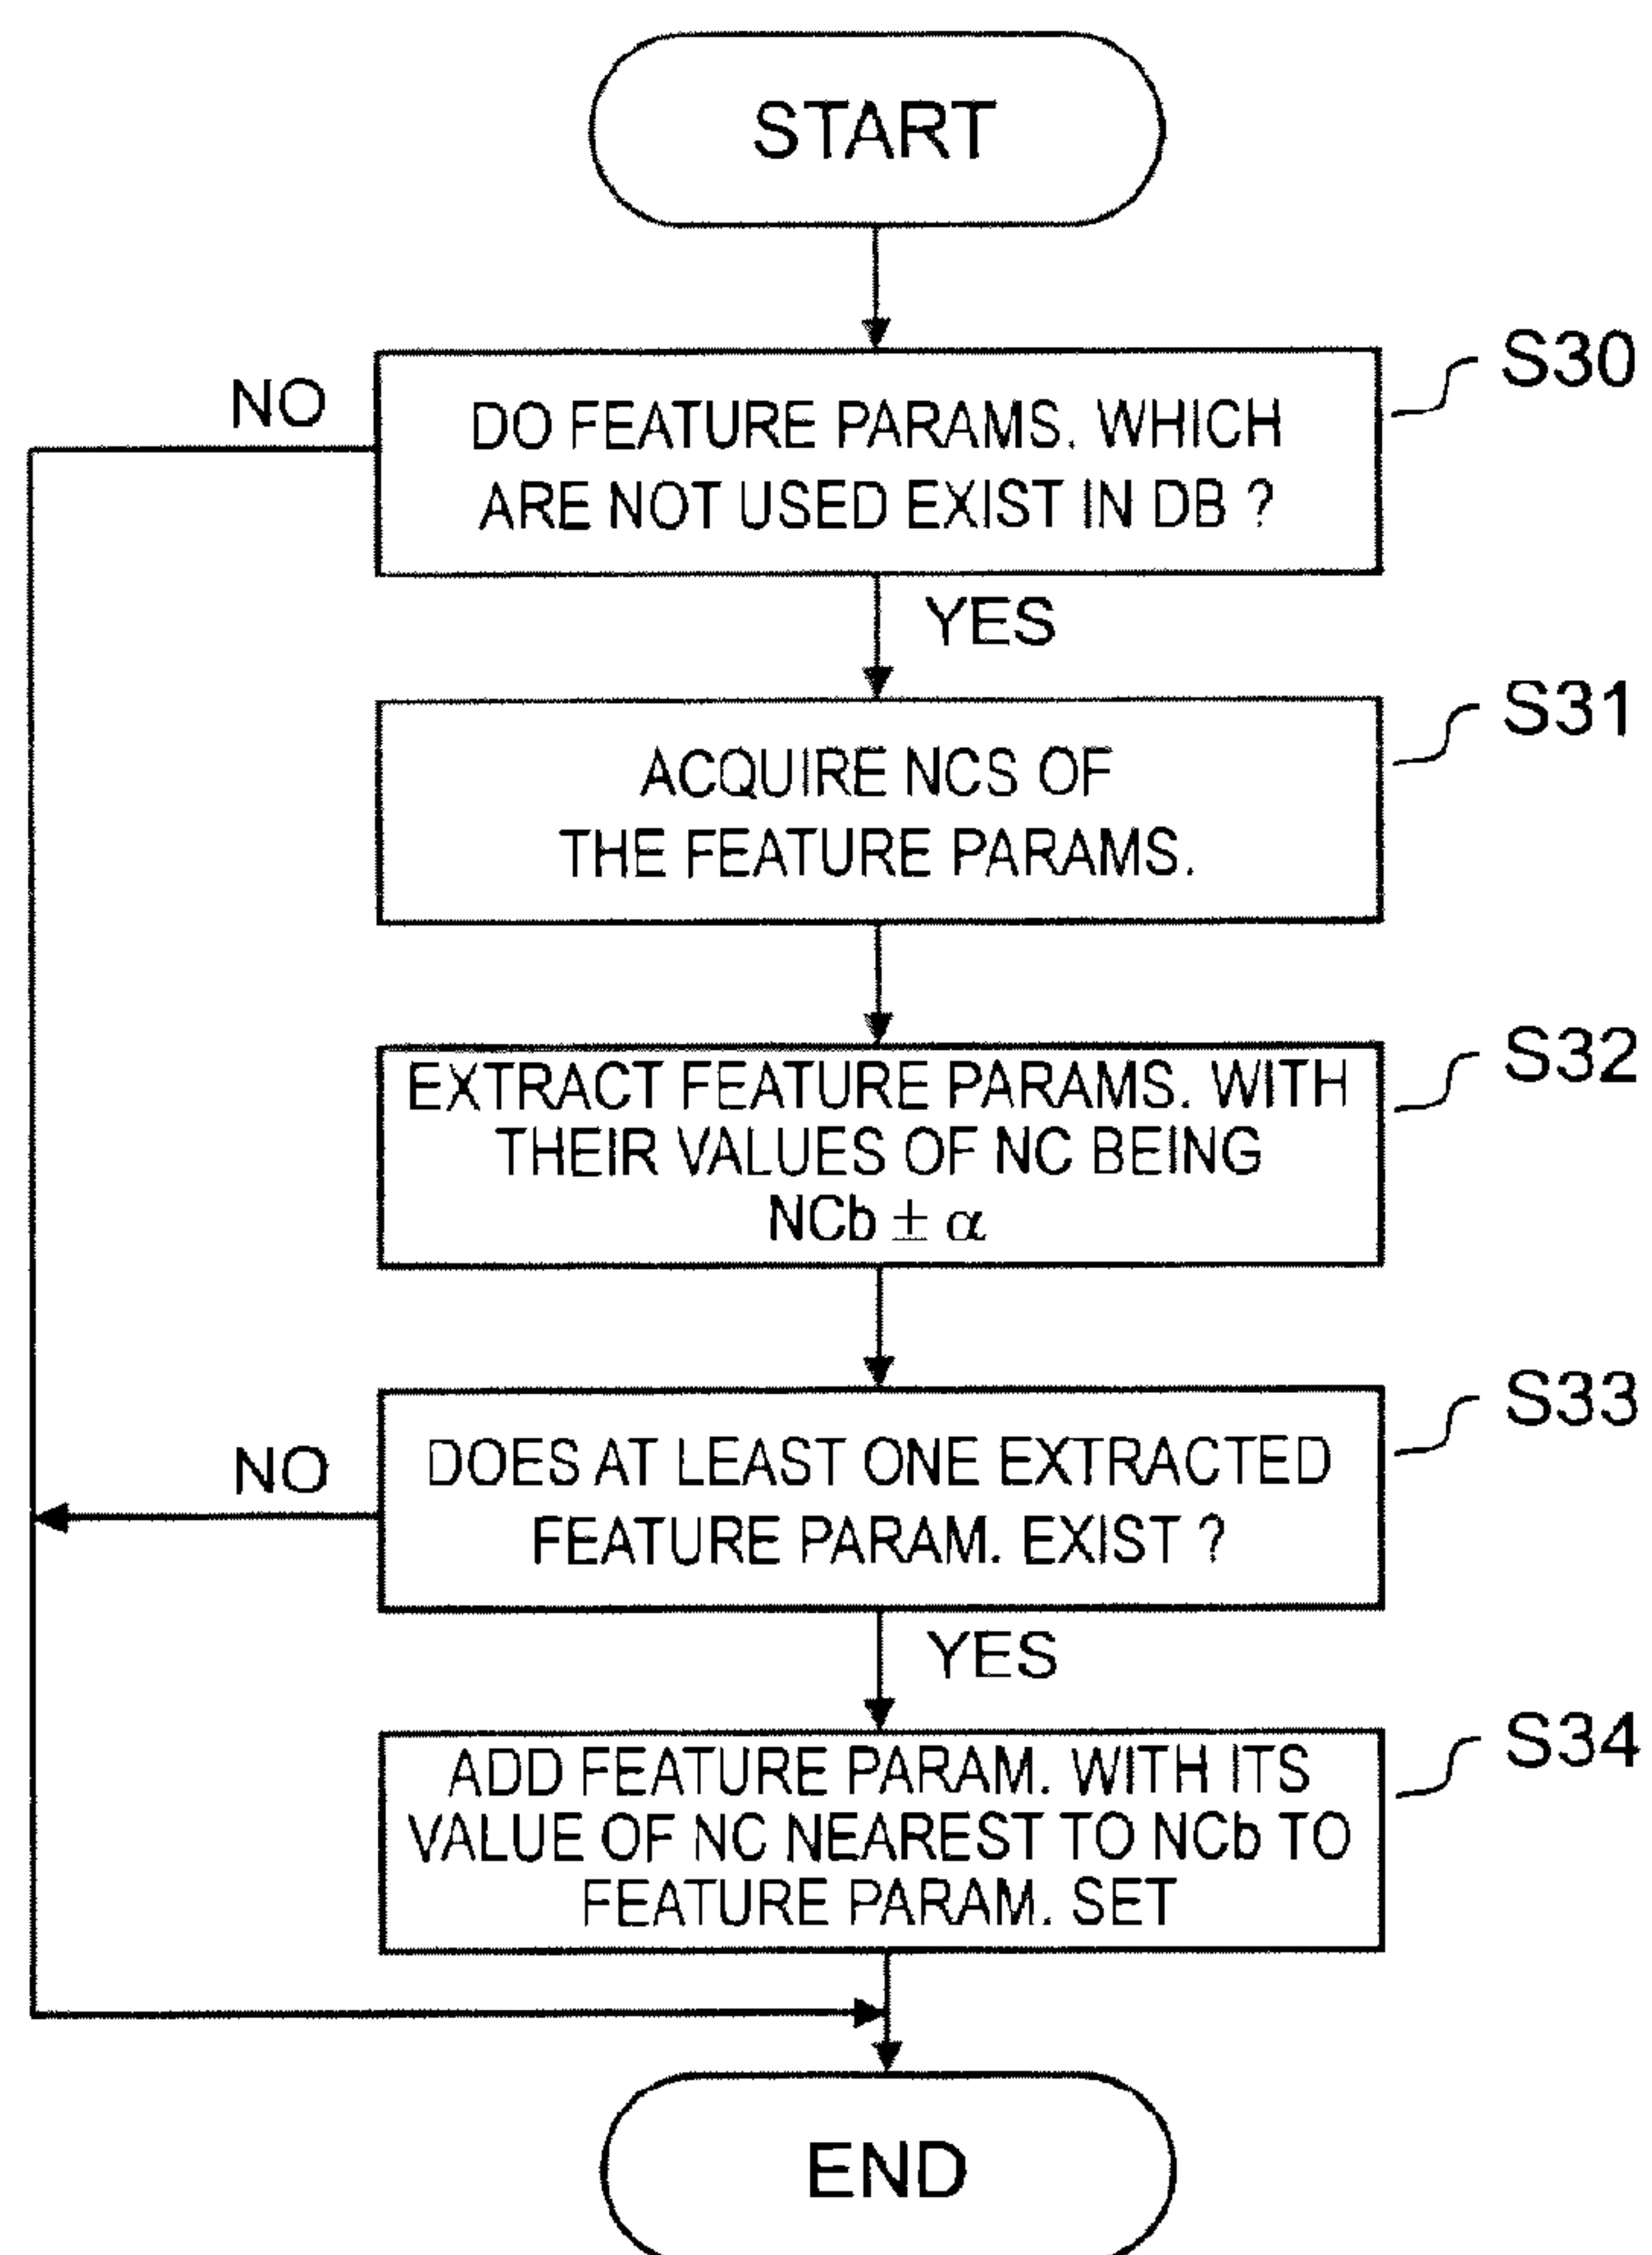 START
S30
NO
DO FEATURE PARAMS. WHICH
ARE NOT USED EXIST IN DB ?
YES
S31
ACQUIRE NCS OF
THE FEATURE PARAMS.
S32
EXTRACT FEATURE PARAMS. WITH
THEIR VALUES OF NC BEING
NCb ± α
S33
NO
DOES AT LEAST ONE EXTRACTED
FEATURE PARAM. EXIST ?
YES
S34
ADD FEATURE PARAM. WITH ITS
VALUE OF NC NEAREST TO NCb TO
FEATURE PARAM. SET
END